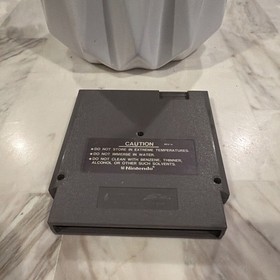 CAUTION
•DO NOT STORE IN EXTREME TEMPERATURES.
•DO NOT IMMERSE IN WATER.
•DO NOT CLEAN WITH BENZENE, THINNER,
ALCOHOL OR OTHER SUCH SOLVENTS.
Nintendo